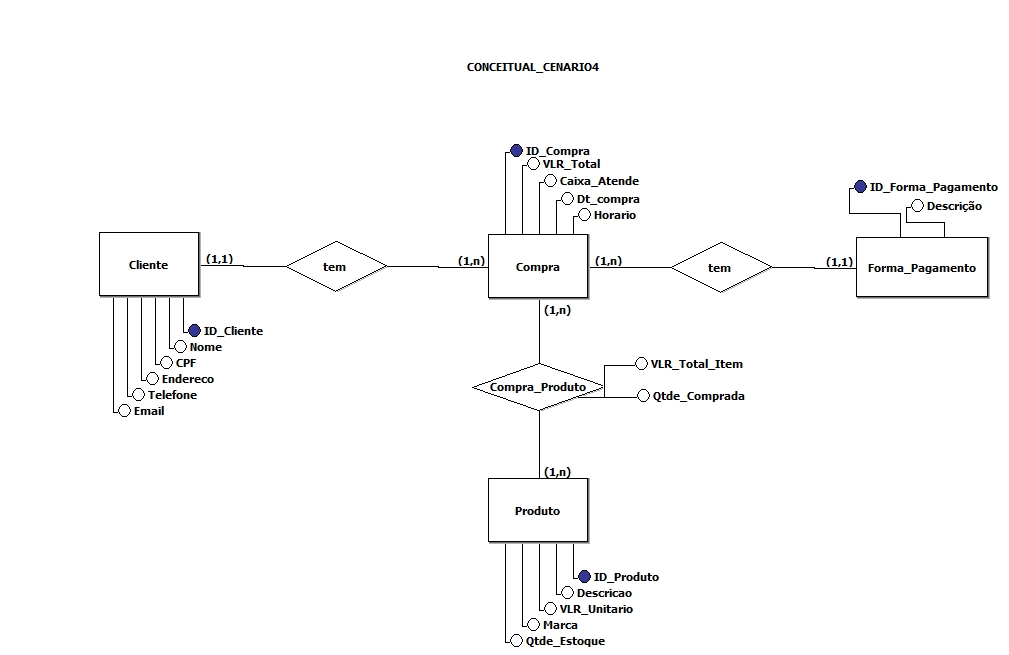 CONCEITUAL_CENARIO4
ID_Compra
VLR_Total
Caixa_Atende
Dt_compra
Horario
ID_Forma_Pagamento
Descrição
Cliente
(1,1)
tem
(1,n)
Compra
(1,n)
tem
(1,1)
Forma_Pagamento
(1,n)
ID_Cliente
Nome
CPF
Endereco
Telefone
Email
Compra_Produto
VLR_Total_Item
Qtde_Comprada
(1,n)
Produto
ID_Produto
Descricao
VLR_Unitario
Marca
Qtde_Estoque